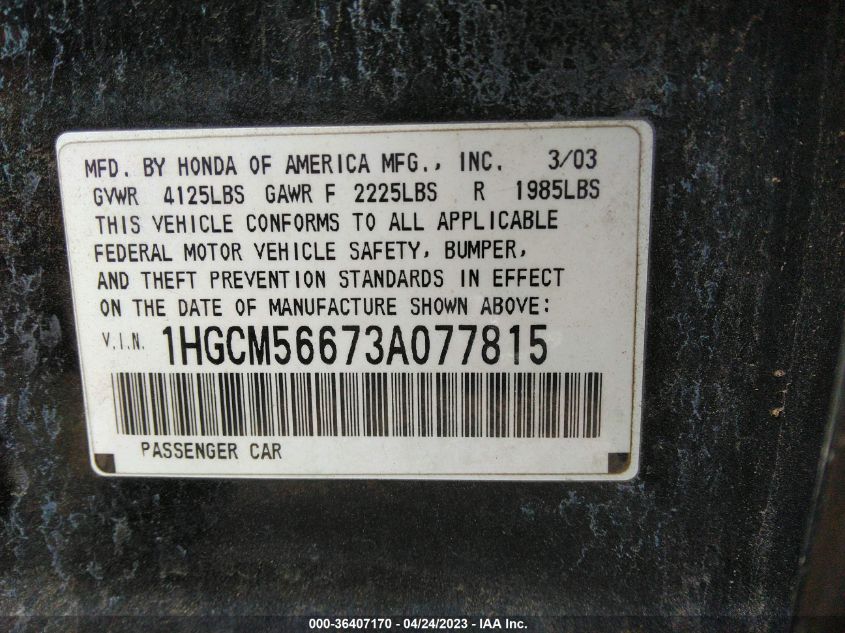 MFD. BY HONDA OF AMERICA MFG., INC. 3/03
GVWR 4125LBS GAWR F 2225LBS R 1985LBS
THIS VEHICLE CONFORMS TO ALL APPLICABLE
FEDERAL MOTOR VEHICLE SAFETY, BUMPER,
AND THEFT PREVENTION STANDARDS IN EFFECT
ON THE DATE OF MANUFACTURE SHOWN ABOVE:
V.I.N. 1HGCM56673A077815
PASSENGER CAR
000-36407170 - 04/24/2023 - IAA Inc.